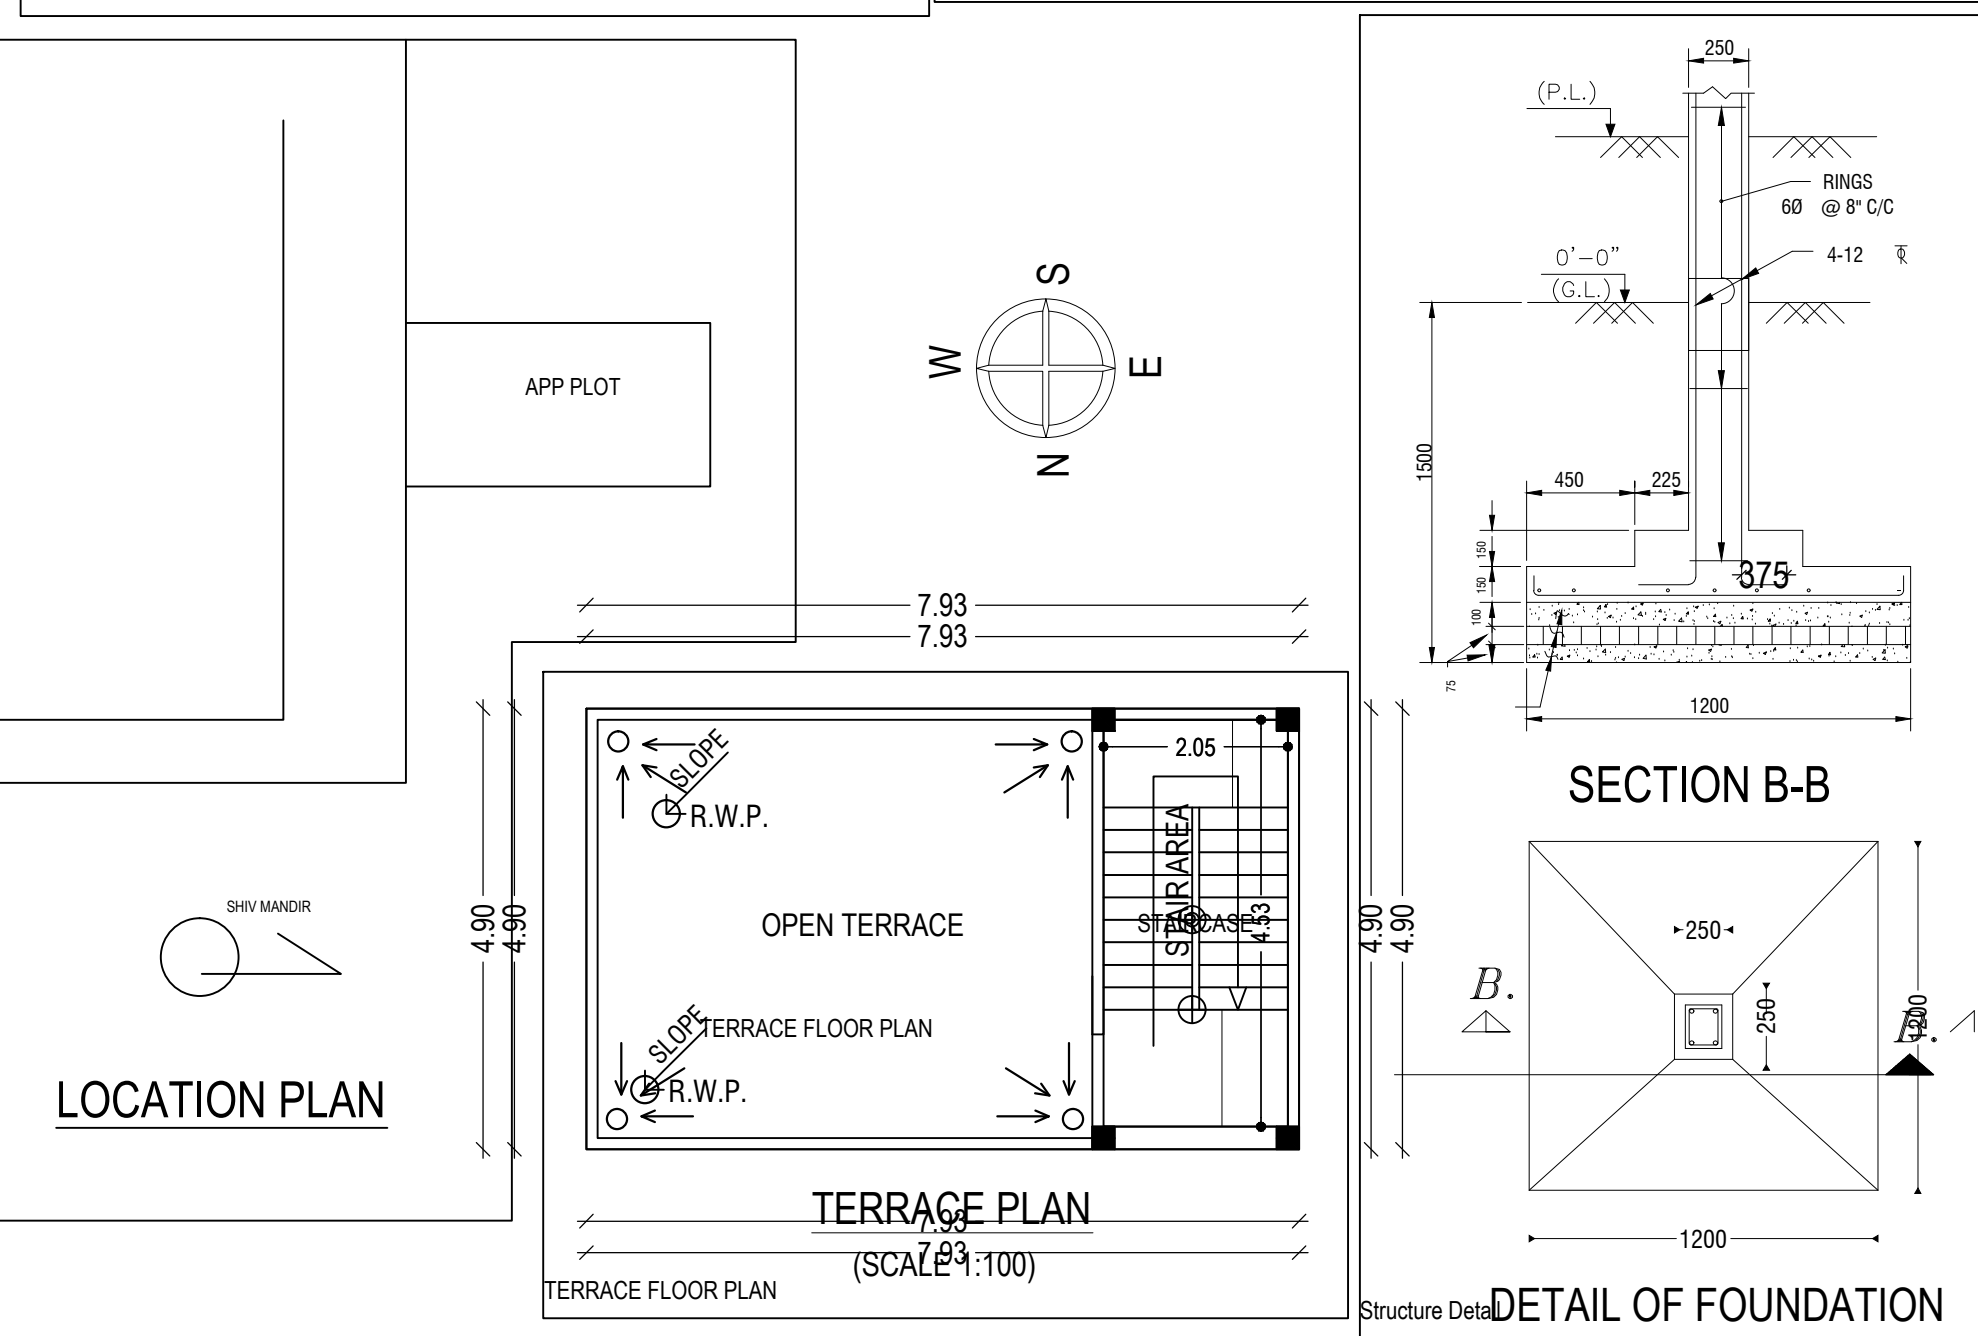 APP PLOT
SHIV MANDIR
LOCATION PLAN
S
W
E
N
7.93
7.93
4.90
4.90
4.90
4.90
SLOPE
R.W.P.
2.05
STAIR AREA
STAIRCASE
4.53
OPEN TERRACE
TERRACE FLOOR PLAN
SLOPE
R.W.P.
TERRACE PLAN
7.93
7.93
(SCALE 1:100)
TERRACE FLOOR PLAN
250
(P.L.)
RINGS
6Ø @ 8" C/C
4-12
0'-0"
(G.L.)
1500
450
225
150
150
100
75
375
1200
SECTION B-B
250
250
1200
B.
B.
1200
Structure Detail
DETAIL OF FOUNDATION